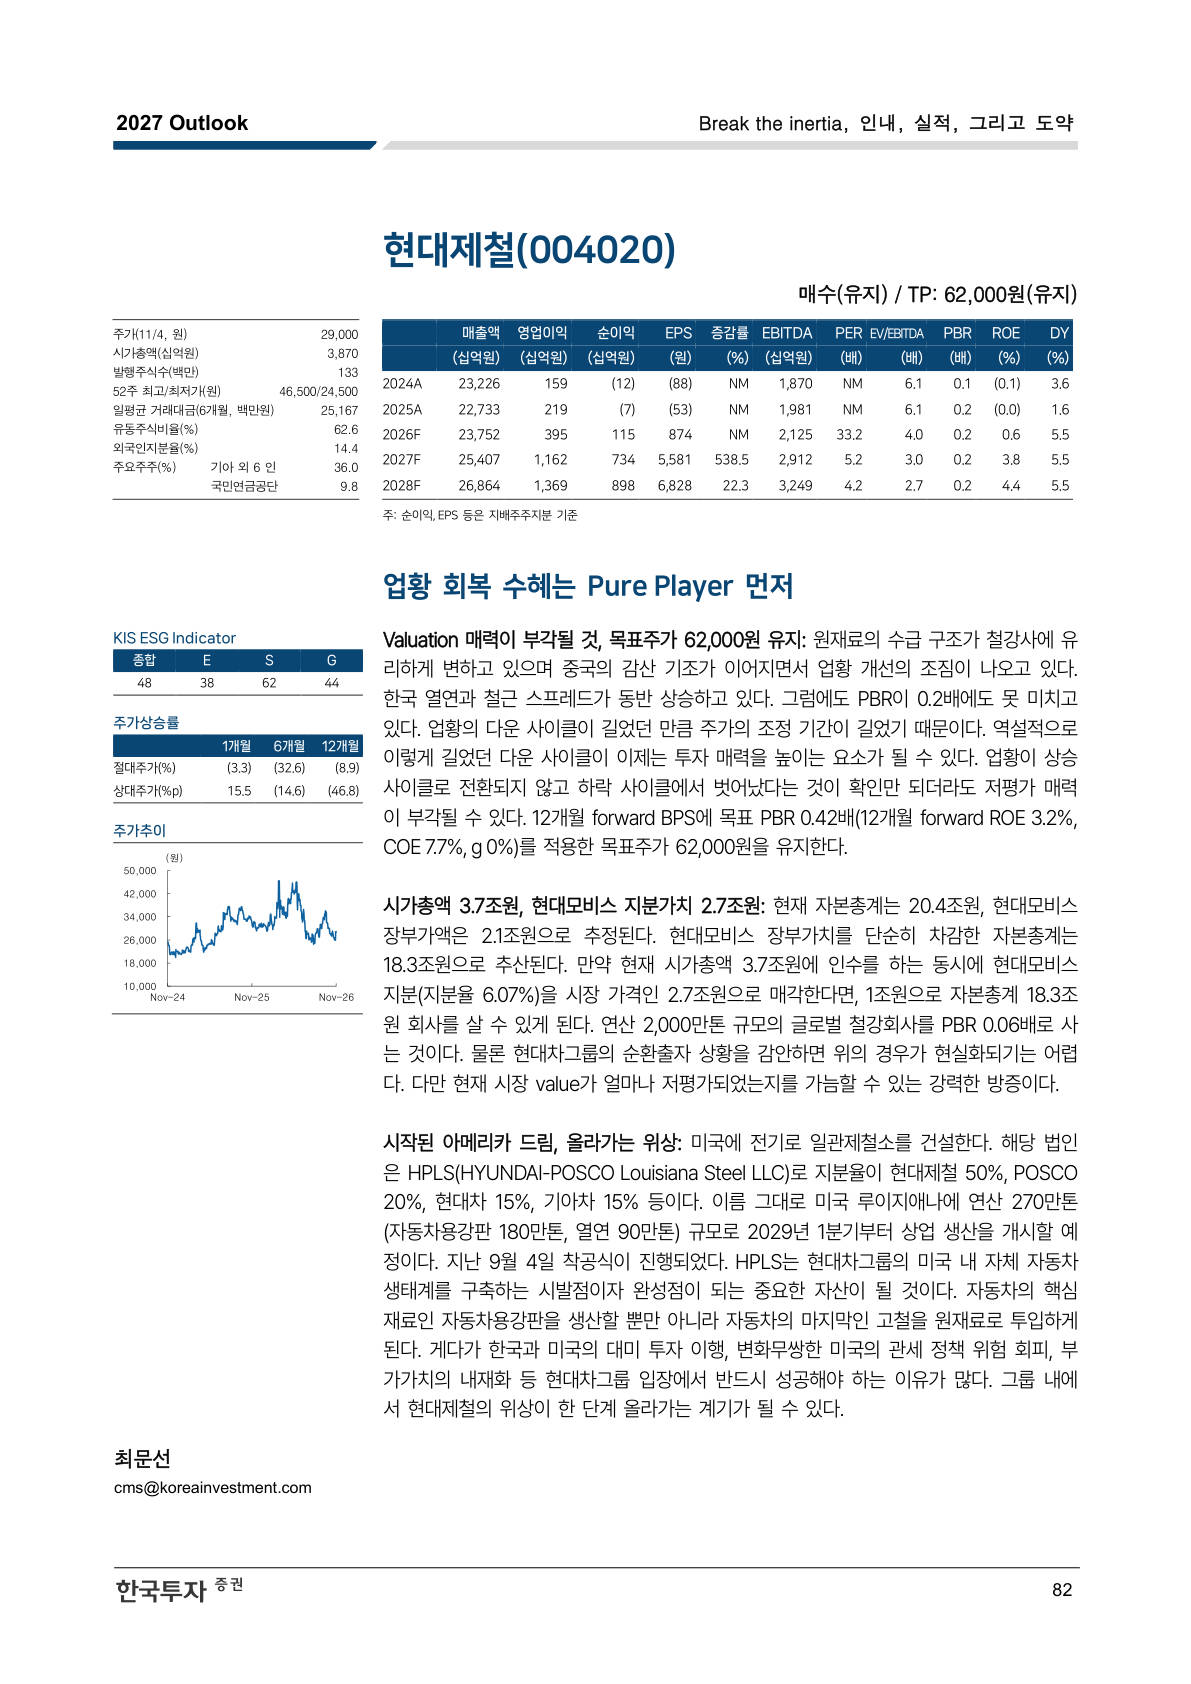 2027 Outlook
Break the inertia, 인내, 실적, 그리고 도약
현대제철(004020)
매수(유지) / TP: 62,000원(유지)
주가(11/4, 원) 29,000
시가총액(십억원) 3,870
발행주식수(백만) 133
52주 최고/최저가(원) 46,500/24,500
일평균 거래대금(6개월, 백만원) 25,167
유동주식비율(%) 62.6
외국인지분율(%) 14.4
주요주주(%) 기아 외 6 인 36.0
국민연금공단 9.8
매출액 영업이익 순이익 EPS 증감률 EBITDA PER EV/EBITDA PBR ROE DY
(십억원) (십억원) (십억원) (원) (%) (십억원) (배) (배) (배) (%) (%)
2024A 23,226 159 (12) (88) NM 1,870 NM 6.1 0.1 (0.1) 3.6
2025A 22,733 219 (7) (53) NM 1,981 NM 6.1 0.2 (0.0) 1.6
2026F 23,752 395 115 874 NM 2,125 33.2 4.0 0.2 0.6 5.5
2027F 25,407 1,162 734 5,581 538.5 2,912 5.2 3.0 0.2 3.8 5.5
2028F 26,864 1,369 898 6,828 22.3 3,249 4.2 2.7 0.2 4.4 5.5
주: 순이익, EPS 등은 지배주주지분 기준
업황 회복 수혜는 Pure Player 먼저
KIS ESG Indicator
종합 E S G
48 38 62 44
주가상승률
1개월 6개월 12개월
절대주가(%) (3.3) (32.6) (8.9)
상대주가(%p) 15.5 (14.6) (46.8)
주가추이
(원)
50,000
42,000
34,000
26,000
18,000
10,000
Nov-24 Nov-25 Nov-26
Valuation 매력이 부각될 것, 목표주가 62,000원 유지: 원재료의 수급 구조가 철강사에 유
리하게 변하고 있으며 중국의 감산 기조가 이어지면서 업황 개선의 조짐이 나오고 있다.
한국 열연과 철근 스프레드가 동반 상승하고 있다. 그럼에도 PBR이 0.2배에도 못 미치고
있다. 업황의 다운 사이클이 길었던 만큼 주가의 조정 기간이 길었기 때문이다. 역설적으로
이렇게 길었던 다운 사이클이 이제는 투자 매력을 높이는 요소가 될 수 있다. 업황이 상승
사이클로 전환되지 않고 하락 사이클에서 벗어났다는 것이 확인만 되더라도 저평가 매력
이 부각될 수 있다. 12개월 forward BPS에 목표 PBR 0.42배(12개월 forward ROE 3.2%,
COE 7.7%, g 0%)를 적용한 목표주가 62,000원을 유지한다.
시가총액 3.7조원, 현대모비스 지분가치 2.7조원: 현재 자본총계는 20.4조원, 현대모비스
장부가액은 2.1조원으로 추정된다. 현대모비스 장부가치를 단순히 차감한 자본총계는
18.3조원으로 추산된다. 만약 현재 시가총액 3.7조원에 인수를 하는 동시에 현대모비스
지분(지분율 6.07%)을 시장 가격인 2.7조원으로 매각한다면, 1조원으로 자본총계 18.3조
원 회사를 살 수 있게 된다. 연산 2,000만톤 규모의 글로벌 철강회사를 PBR 0.06배로 사
는 것이다. 물론 현대차그룹의 순환출자 상황을 감안하면 위의 경우가 현실화되기는 어렵
다. 다만 현재 시장 value가 얼마나 저평가되었는지를 가늠할 수 있는 강력한 방증이다.
시작된 아메리카 드림, 올라가는 위상: 미국에 전기로 일관제철소를 건설한다. 해당 법인
은 HPLS(HYUNDAI-POSCO Louisiana Steel LLC)로 지분율이 현대제철 50%, POSCO
20%, 현대차 15%, 기아차 15% 등이다. 이름 그대로 미국 루이지애나에 연산 270만톤
(자동차용강판 180만톤, 열연 90만톤) 규모로 2029년 1분기부터 상업 생산을 개시할 예
정이다. 지난 9월 4일 착공식이 진행되었다. HPLS는 현대차그룹의 미국 내 자체 자동차
생태계를 구축하는 시발점이자 완성점이 되는 중요한 자산이 될 것이다. 자동차의 핵심
재료인 자동차용강판을 생산할 뿐만 아니라 자동차의 마지막인 고철을 원재료로 투입하게
된다. 게다가 한국과 미국의 대미 투자 이행, 변화무쌍한 미국의 관세 정책 위험 회피, 부
가가치의 내재화 등 현대차그룹 입장에서 반드시 성공해야 하는 이유가 많다. 그룹 내에
서 현대제철의 위상이 한 단계 올라가는 계기가 될 수 있다.
최문선
cms@koreainvestment.com
한국투자 증권
82